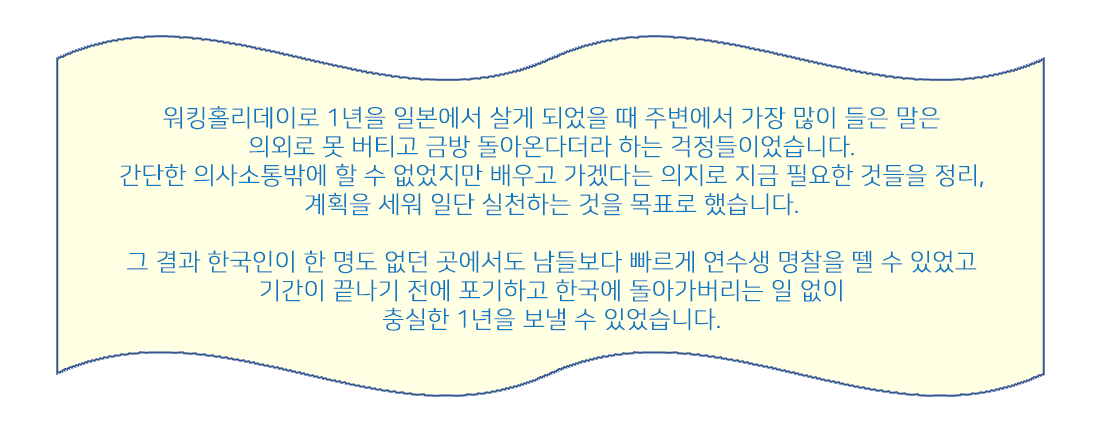 워킹홀리데이로 1년을 일본에서 살게 되었을 때 주변에서 가장 많이 들은 말은
의외로 못 버티고 금방 돌아온다더라 하는 걱정들이었습니다.
간단한 의사소통밖에 할 수 없었지만 배우고 가겠다는 의지로 지금 필요한 것들을 정리,
계획을 세워 일단 실천하는 것을 목표로 했습니다.
그 결과 한국인이 한 명도 없던 곳에서도 남들보다 빠르게 연수생 명찰을 뗄 수 있었고
기간이 끝나기 전에 포기하고 한국에 돌아가버리는 일 없이
충실한 1년을 보낼 수 있었습니다.